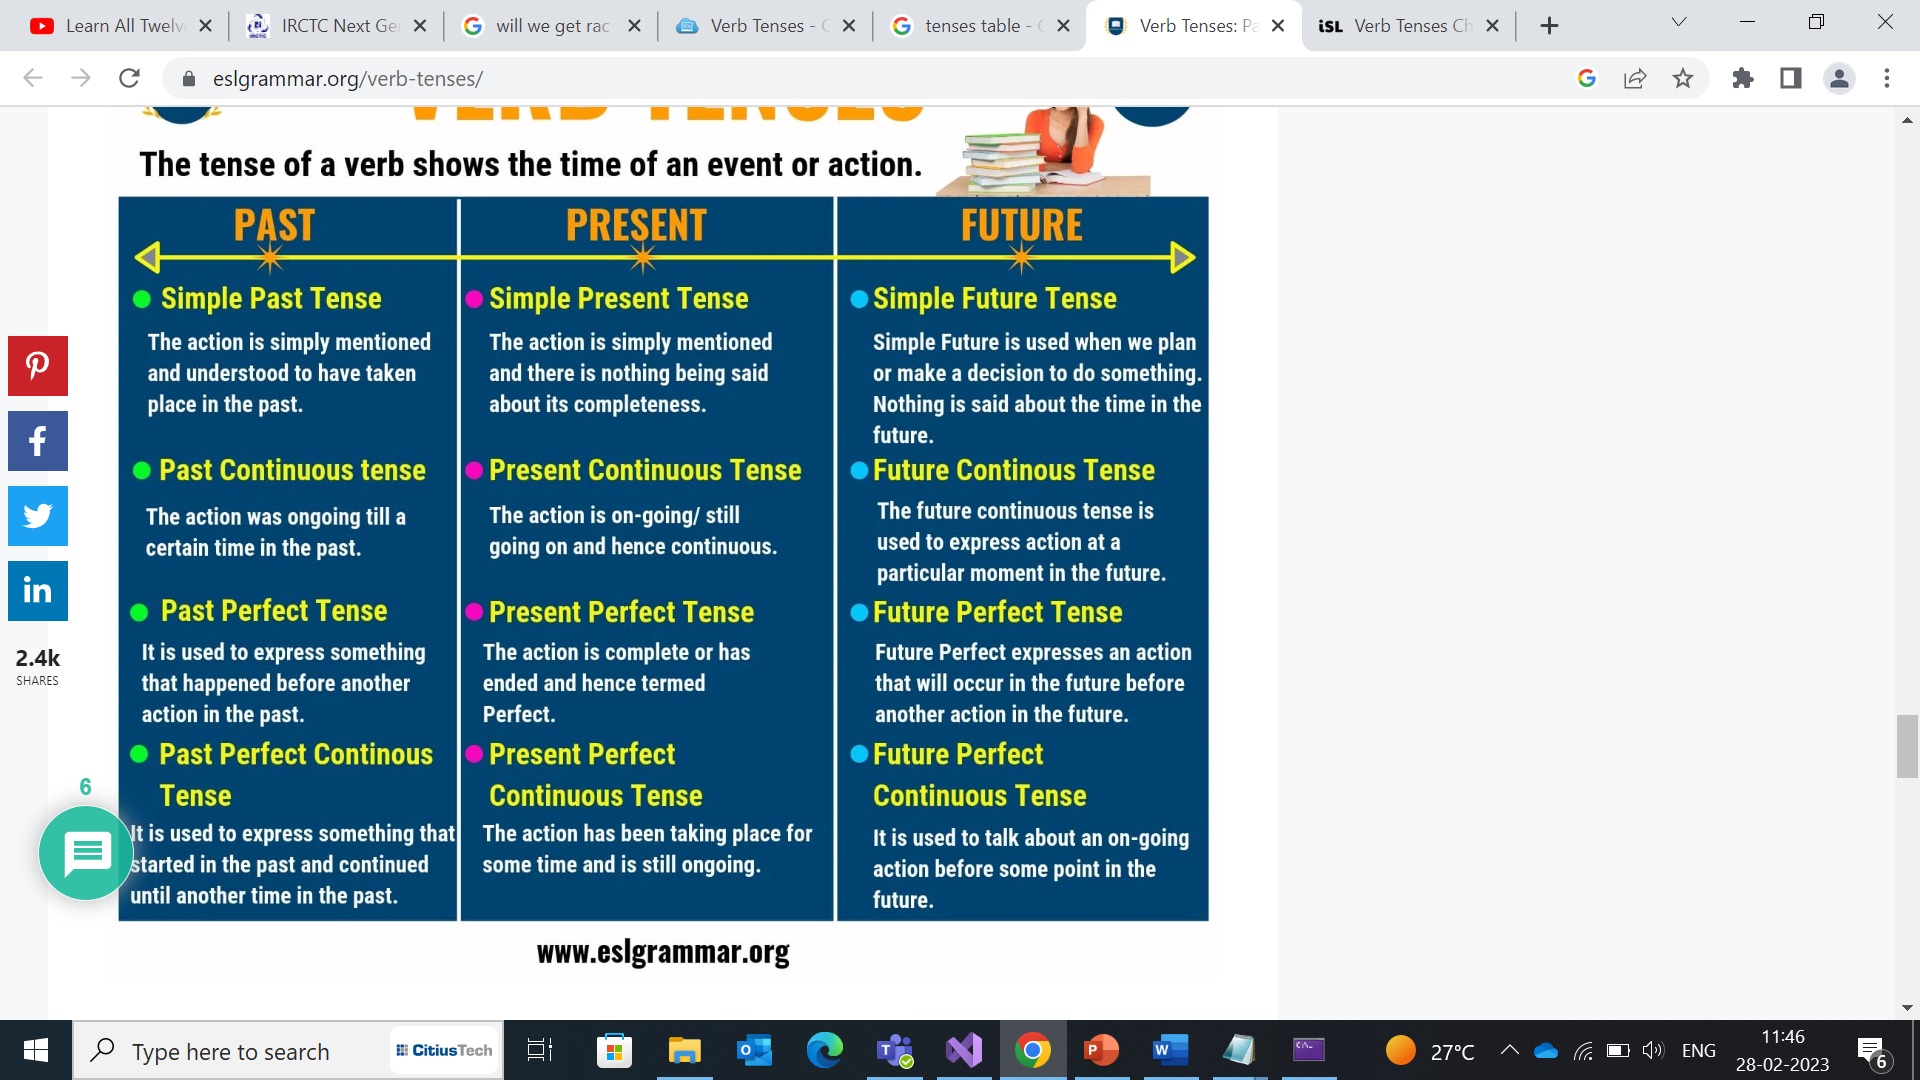 Learn All Twelv
IRCTC Next Ge
will we get rac
Verb Tenses - 
tenses table - 
Verb Tenses: Pa
iSL Verb Tenses Ch
eslgrammar.org/verb-tenses/
VERB TENSES
The tense of a verb shows the time of an event or action.
PAST
PRESENT
FUTURE
Simple Past Tense
The action is simply mentioned
and understood to have taken
place in the past.
Past Continuous tense
The action was ongoing till a
certain time in the past.
Past Perfect Tense
It is used to express something
that happened before another
action in the past.
Past Perfect Continous
Tense
It is used to express something that
started in the past and continued
until another time in the past.
Simple Present Tense
The action is simply mentioned
and there is nothing being said
about its completeness.
Present Continuous Tense
The action is on-going/ still
going on and hence continuous.
Present Perfect Tense
The action is complete or has
ended and hence termed
Perfect.
Present Perfect
Continuous Tense
The action has been taking place for
some time and is still ongoing.
Simple Future Tense
Simple Future is used when we plan
or make a decision to do something.
Nothing is said about the time in the
future.
Future Continous Tense
The future continuous tense is
used to express action at a
particular moment in the future.
Future Perfect Tense
Future Perfect expresses an action
that will occur in the future before
another action in the future.
Future Perfect
Continuous Tense
It is used to talk about an on-going
action before some point in the
future.
www.eslgrammar.org
2.4k
SHARES
6
Type here to search
CitiusTech
27°C
ENG
11:46
28-02-2023
6